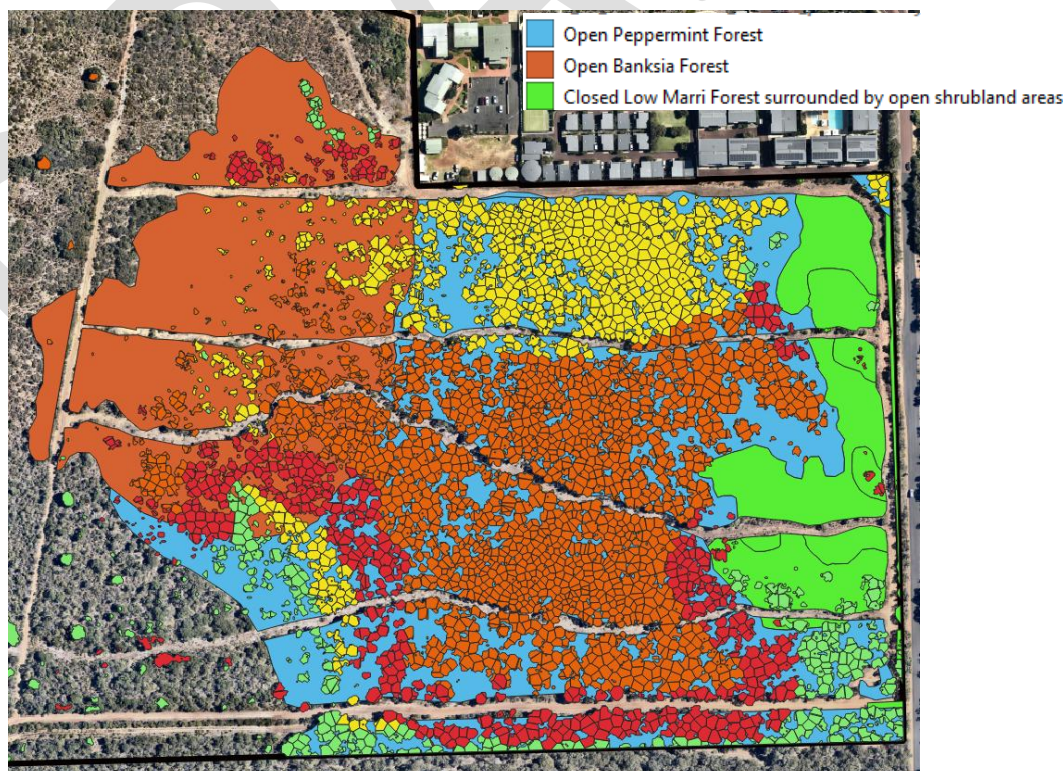 Open Peppermint Forest
Open Banksia Forest
Closed Low Marri Forest surrounded by open shrubland areas